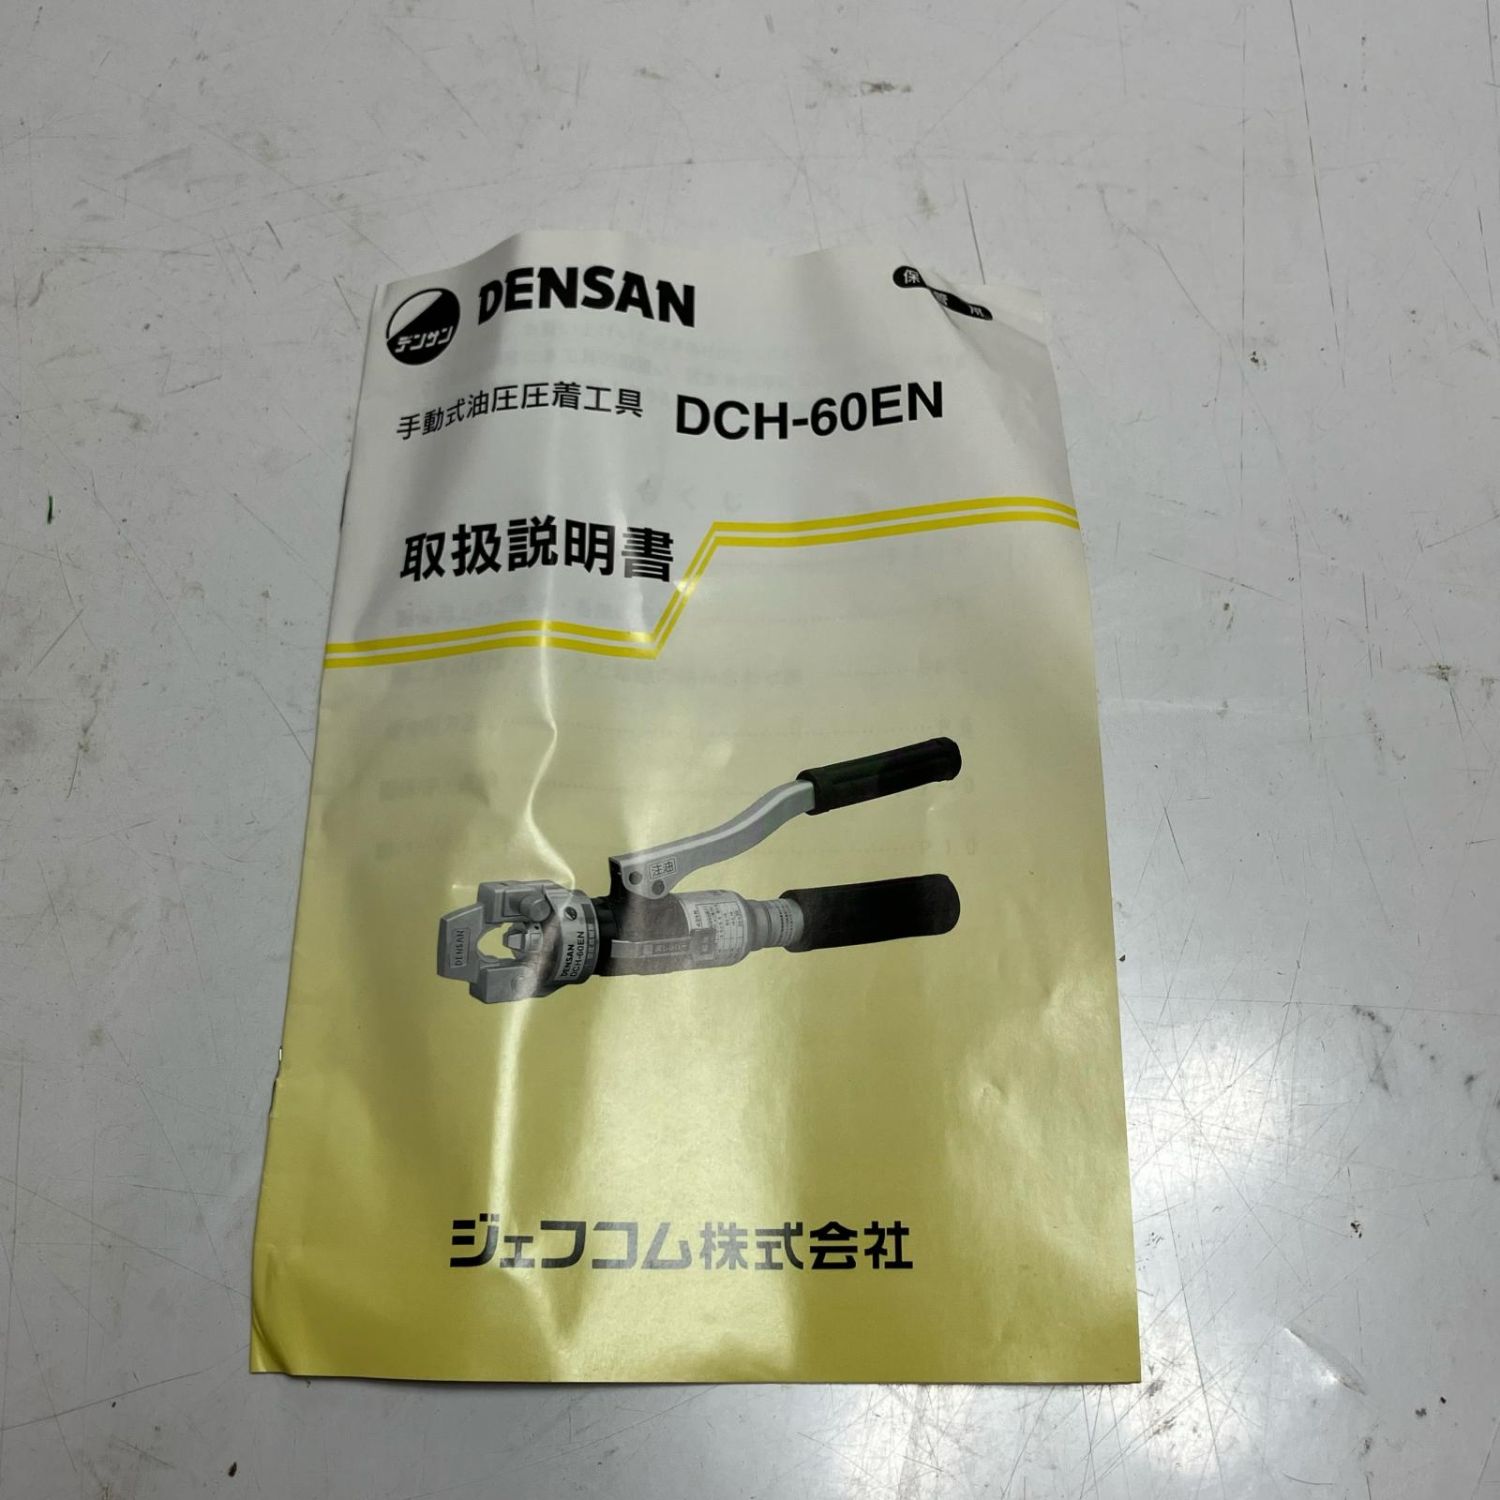 デンサン
DENSAN
保管用
手動式油圧圧着工具 DCH-60EN
取扱説明書
注油
DENSAN
DENSAN
DCH-60EN
ジェフコム株式会社